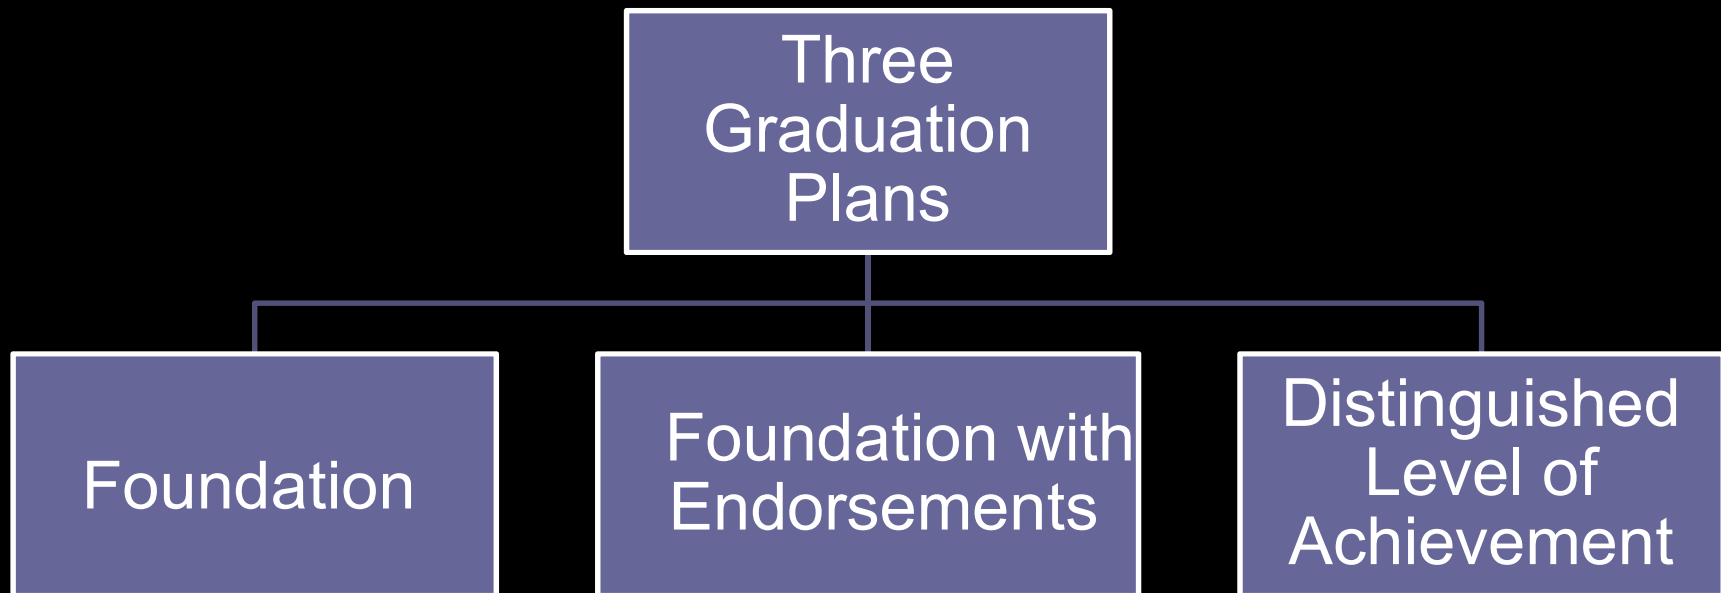 Three
Graduation
Plans
Foundation
Foundation with
Endorsements
Distinguished
Level of
Achievement